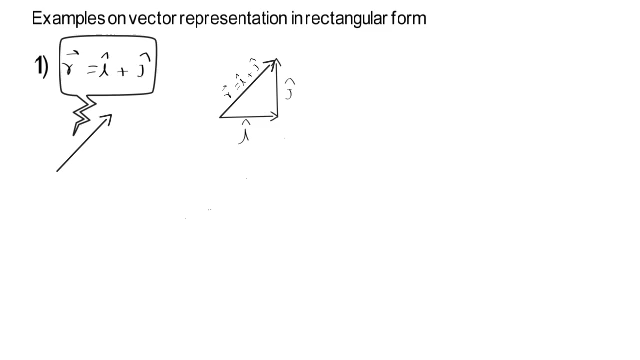 Examples on vector representation in rectangular form
1) r⃗ = î + ĵ
r⃗ = î + ĵ
ĵ
î